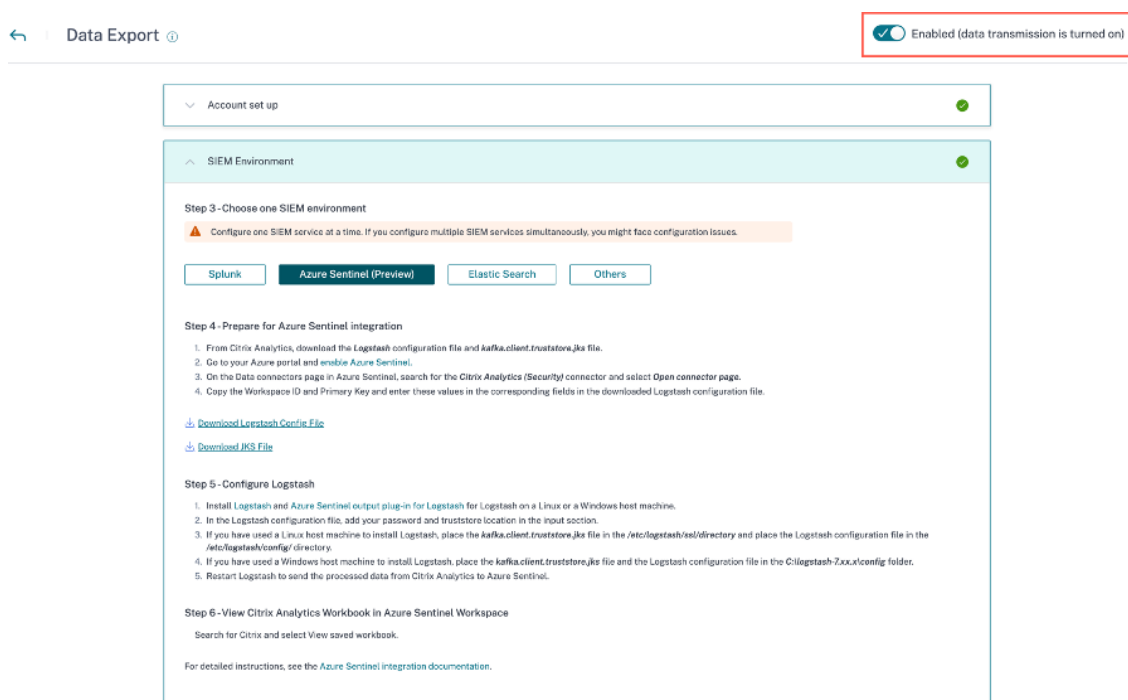 Data Export
Enabled (data transmission is turned on)
Account set up
SIEM Environment
Step 3 - Choose one SIEM environment
Configure one SIEM service at a time. If you configure multiple SIEM services simultaneously, you might face configuration issues.
Splunk
Azure Sentinel (Preview)
Elastic Search
Others
Step 4 - Prepare for Azure Sentinel integration
1. From Citrix Analytics, download the Logstash configuration file and kafka.client.truststore.jks file.
2. Go to your Azure portal and enable Azure Sentinel.
3. On the Data connectors page in Azure Sentinel, search for the Citrix Analytics (Security) connector and select Open connector page.
4. Copy the Workspace ID and Primary Key and enter these values in the corresponding fields in the downloaded Logstash configuration file.
Download Logstash Config File
Download JKS File
Step 5 - Configure Logstash
1. Install Logstash and Azure Sentinel output plug-in for Logstash for Logstash on a Linux or a Windows host machine.
2. In the Logstash configuration file, add your password and truststore location in the input section.
3. If you have used a Linux host machine to install Logstash, place the kafka.client.truststore.jks file in the /etc/logstash/ssl/directory and place the Logstash configuration file in the
/etc/logstash/config/ directory.
4. If you have used a Windows host machine to install Logstash, place the kafka.client.truststore.jks file and the Logstash configuration file in the C:\logstash-7.xx.x\config folder.
5. Restart Logstash to send the processed data from Citrix Analytics to Azure Sentinel.
Step 6 - View Citrix Analytics Workbook in Azure Sentinel Workspace
Search for Citrix and select View saved workbook.
For detailed instructions, see the Azure Sentinel integration documentation.